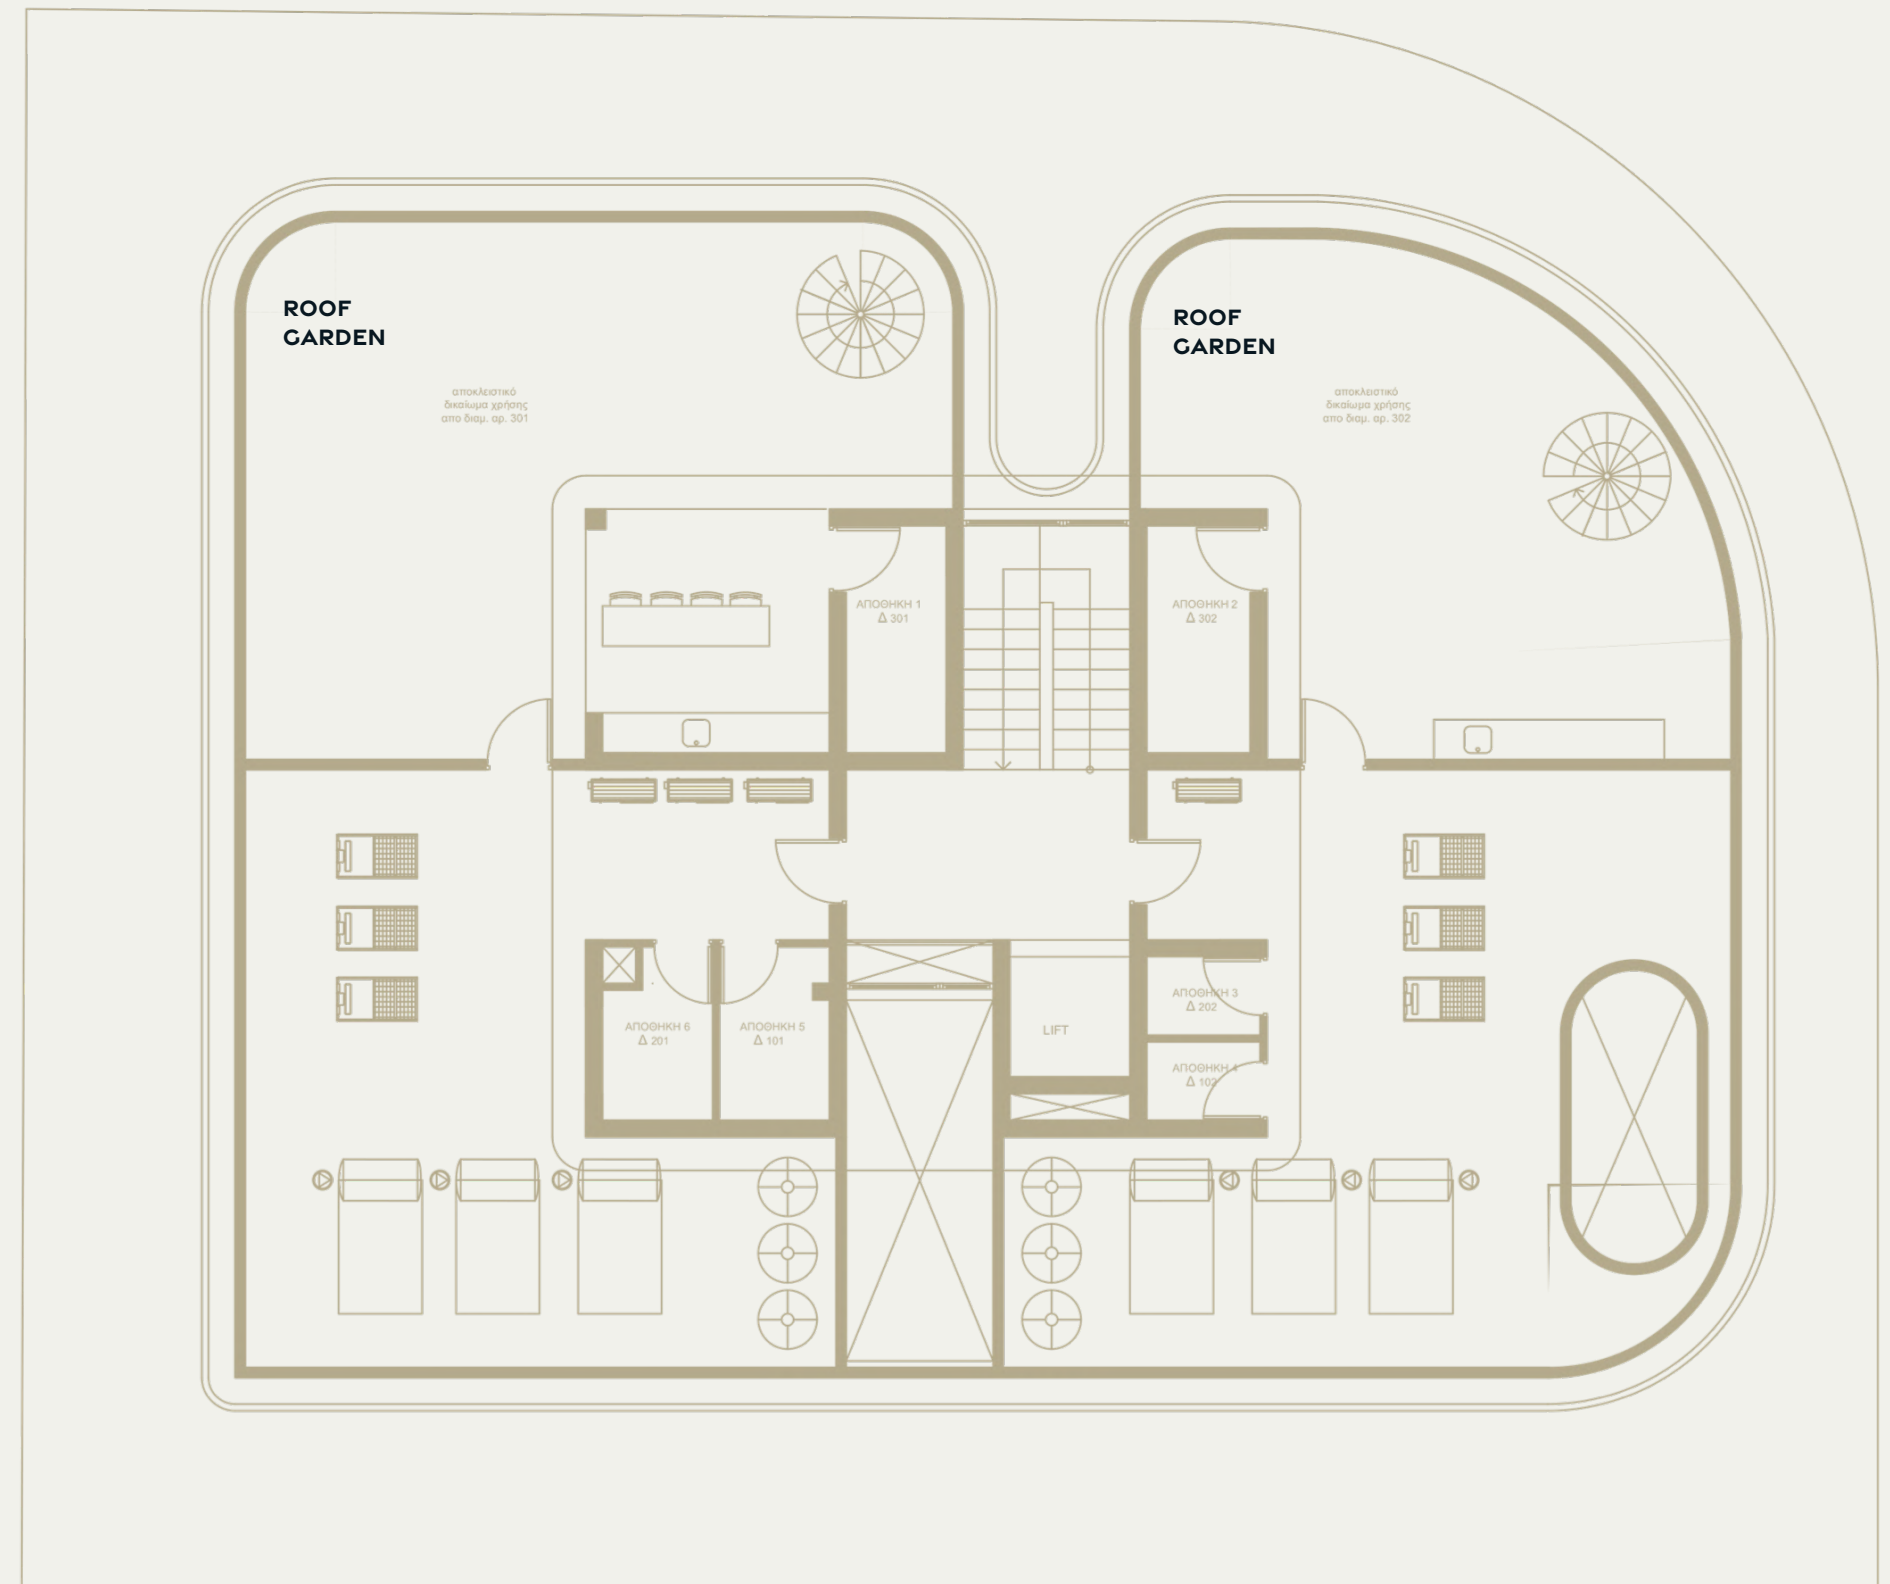 ROOF
GARDEN
ROOF
GARDEN
αποκλειστικό
δικαίωμα χρήσης
απο διαμ. αρ. 301
αποκλειστικό
δικαίωμα χρήσης
απο διαμ. αρ. 302
ΑΠΟΘΗΚΗ 1
Δ 301
ΑΠΟΘΗΚΗ 2
Δ 302
ΑΠΟΘΗΚΗ 6
Δ 201
ΑΠΟΘΗΚΗ 5
Δ 101
LIFT
ΑΠΟΘΗΚΗ 3
Δ 202
ΑΠΟΘΗΚΗ 4
Δ 102